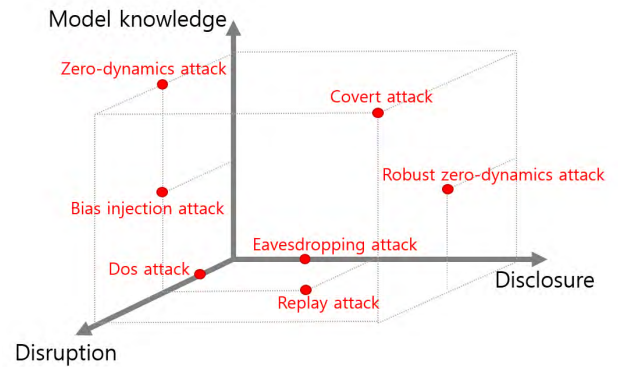 Model knowledge
Zero-dynamics attack
Covert attack
Robust zero-dynamics attack
Bias injection attack
Eavesdropping attack
Dos attack
Disclosure
Replay attack
Disruption